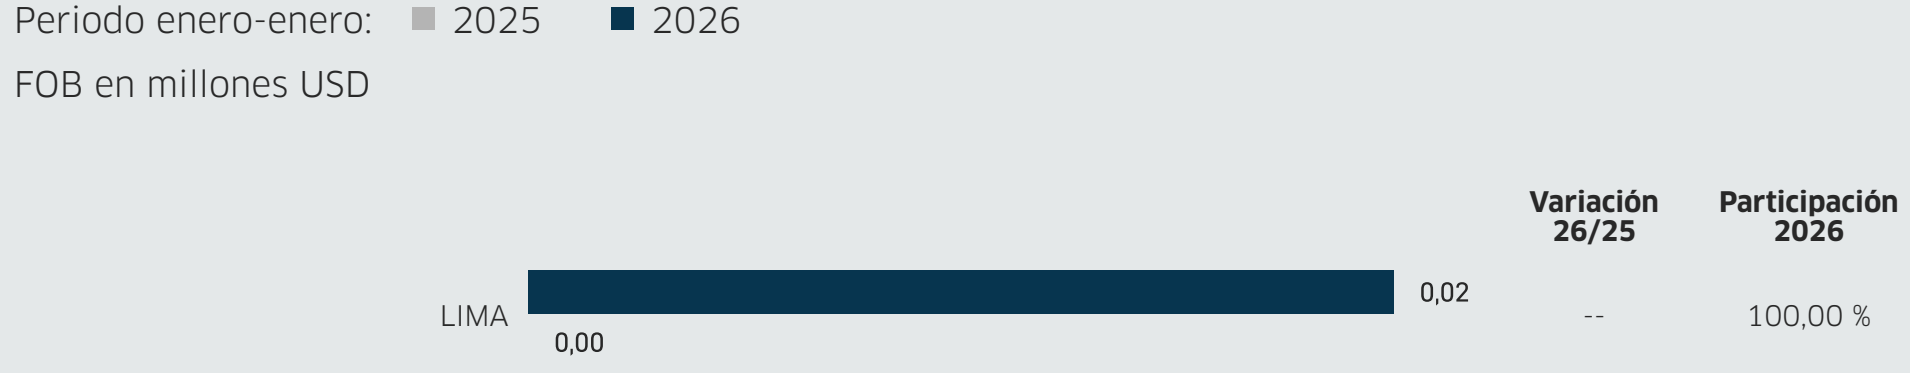 Periodo enero-enero: 2025 2026
FOB en millones USD
Variación Participación
26/25 2026
LIMA 0,02 -- 100,00 %
0,00